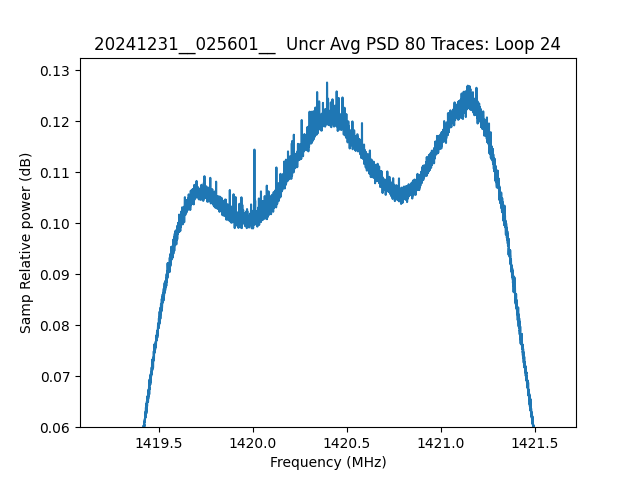 20241231__025601__  Uncr Avg PSD 80 Traces: Loop 24
0.13
0.12
0.11
0.10
0.09
0.08
0.07
0.06
Samp Relative power (dB)
1419.5 1420.0 1420.5 1421.0 1421.5
Frequency (MHz)